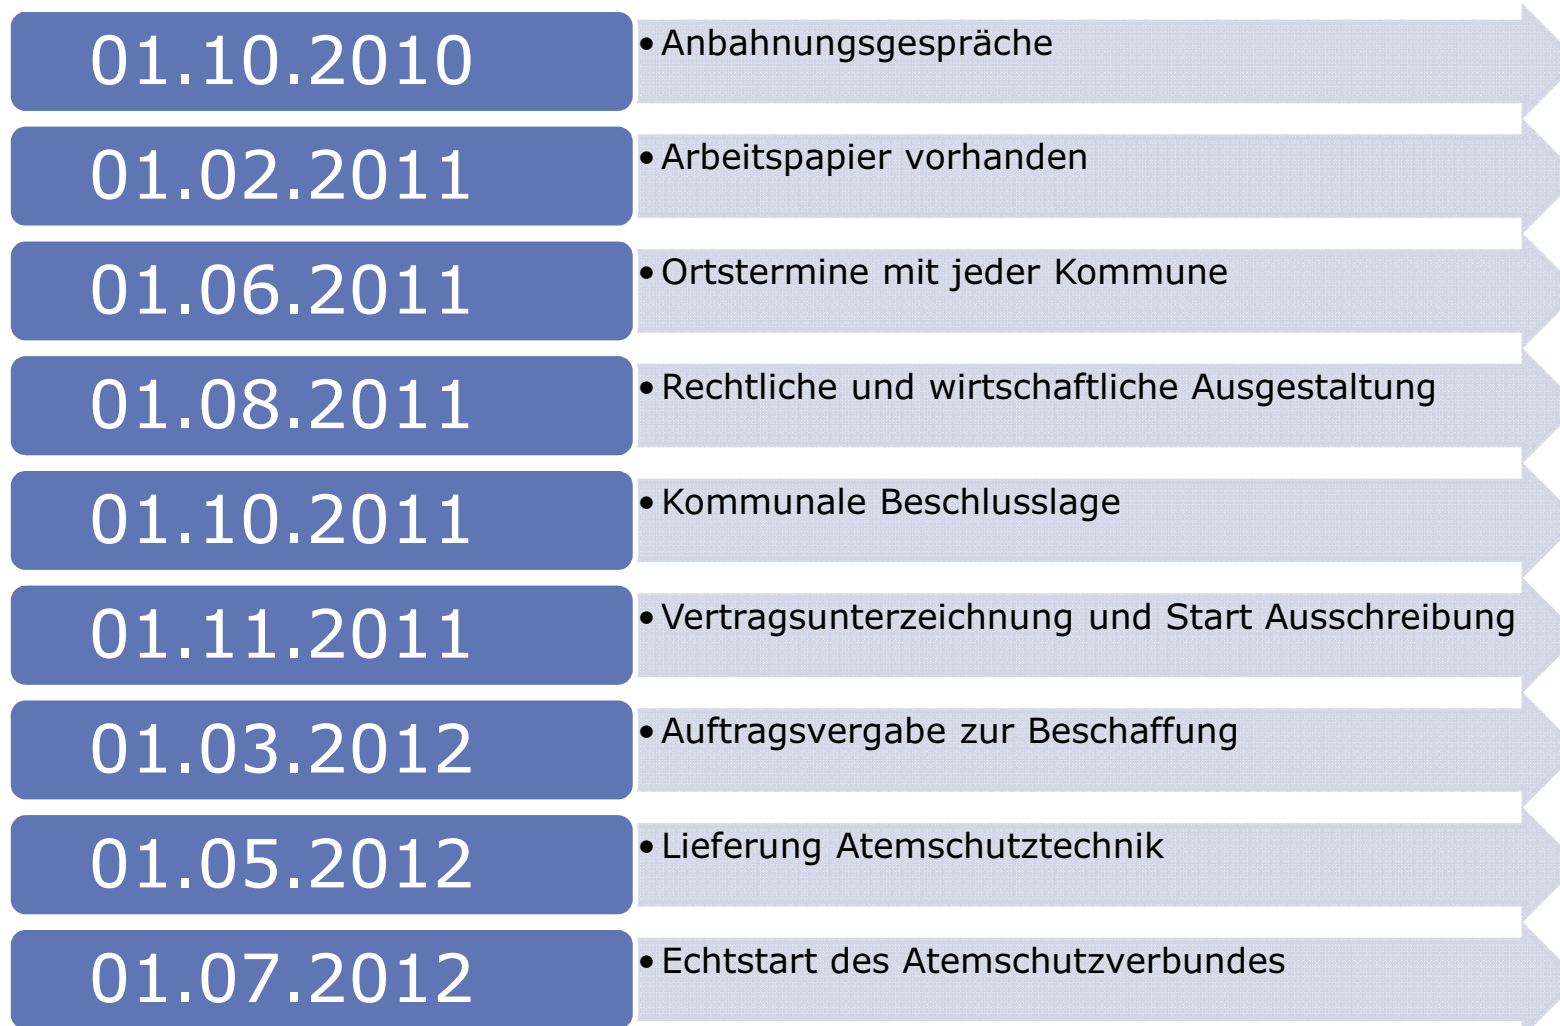 01.10.2010
• Anbahnungsgespräche
01.02.2011
• Arbeitspapier vorhanden
01.06.2011
• Ortstermine mit jeder Kommune
01.08.2011
• Rechtliche und wirtschaftliche Ausgestaltung
01.10.2011
• Kommunale Beschlusslage
01.11.2011
• Vertragsunterzeichnung und Start Ausschreibung
01.03.2012
• Auftragsvergabe zur Beschaffung
01.05.2012
• Lieferung Atemschutztechnik
01.07.2012
• Echtstart des Atemschutzverbundes